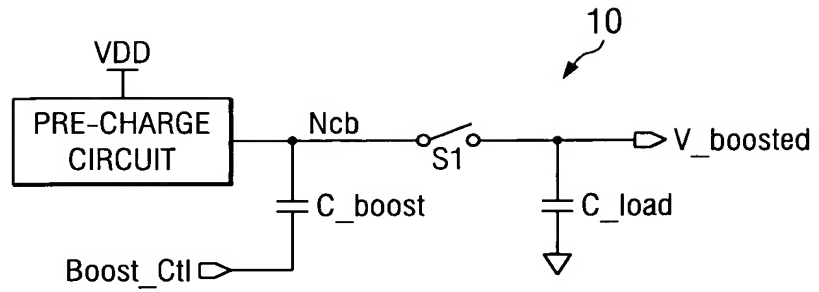 10
VDD
PRE-CHARGE
CIRCUIT
Ncb
S1
V_boosted
C_boost
C_load
Boost_Ctl